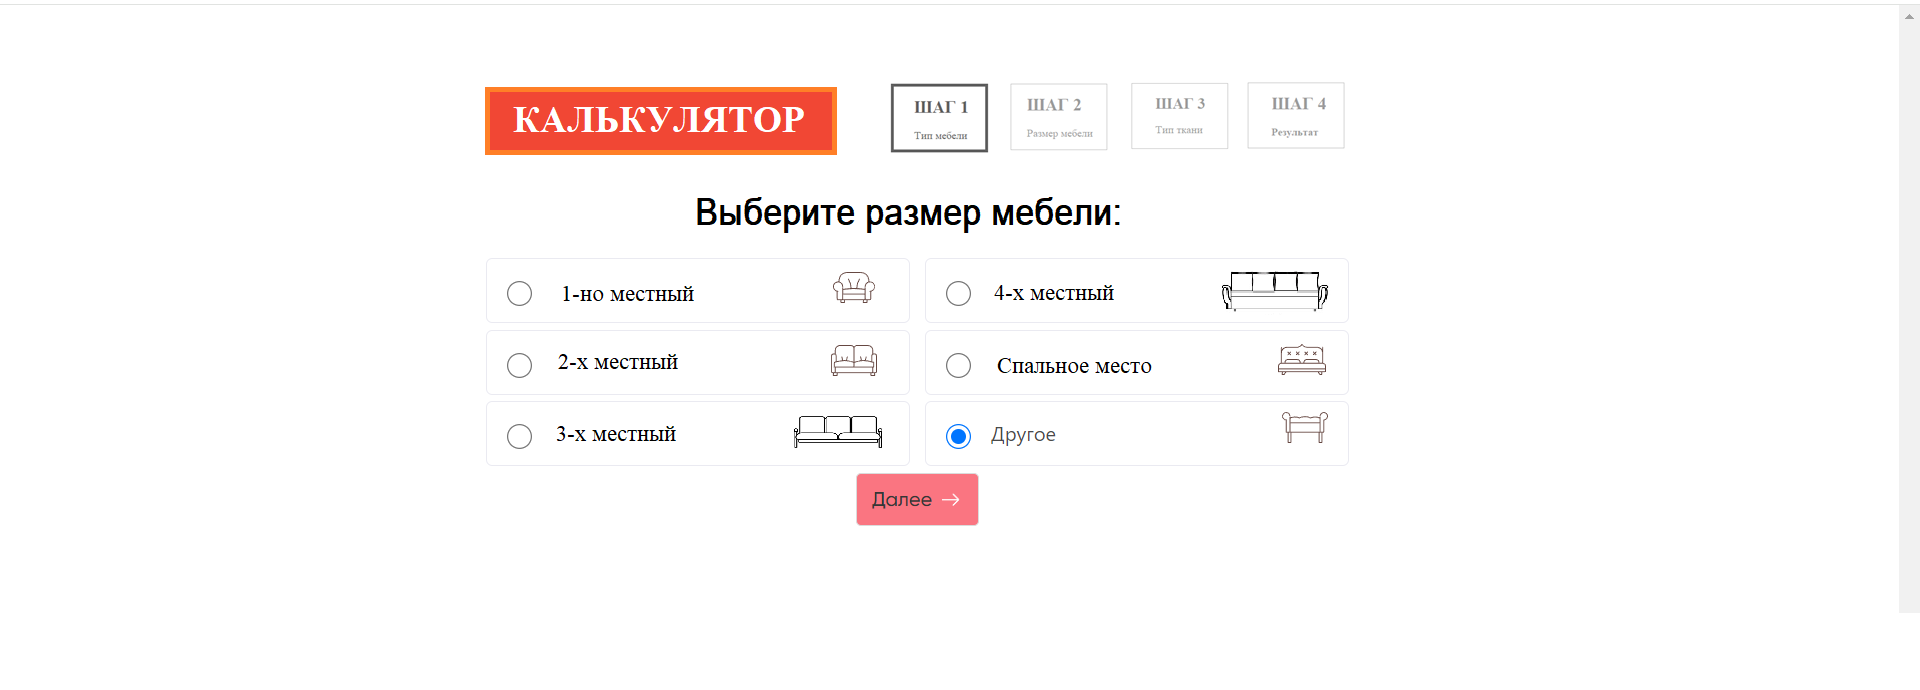 КАЛЬКУЛЯТОР
ШАГ 1
Тип мебели
ШАГ 2
Размер мебели
ШАГ 3
Тип ткани
ШАГ 4
Результат
Выберите размер мебели:
1-но местный
4-х местный
2-х местный
Спальное место
3-х местный
Другое
Далее →